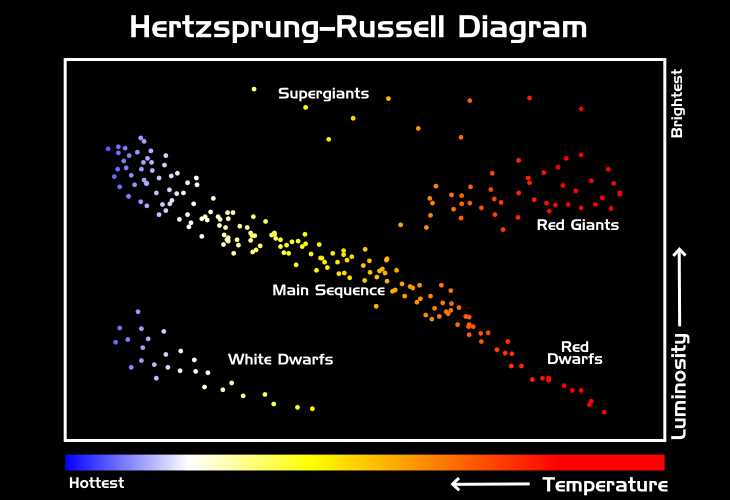 Hertzsprung–Russell Diagram
Supergiants
Brightest
Red Giants
Main Sequence
White Dwarfs
Red
Dwarfs
Luminosity
Hottest
Temperature